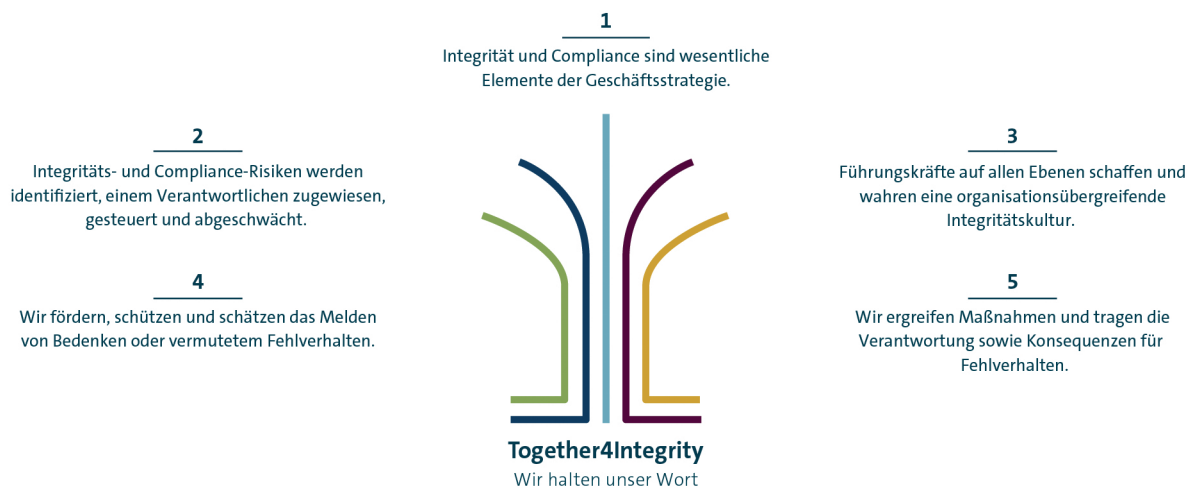 1
Integrität und Compliance sind wesentliche
Elemente der Geschäftsstrategie.
2
Integritäts- und Compliance-Risiken werden
identifiziert, einem Verantwortlichen zugewiesen,
gesteuert und abgeschwächt.
3
Führungskräfte auf allen Ebenen schaffen und
wahren eine organisationsübergreifende
Integritätskultur.
4
Wir fördern, schützen und schätzen das Melden
von Bedenken oder vermutetem Fehlverhalten.
5
Wir ergreifen Maßnahmen und tragen die
Verantwortung sowie Konsequenzen für
Fehlverhalten.
Together4Integrity
Wir halten unser Wort